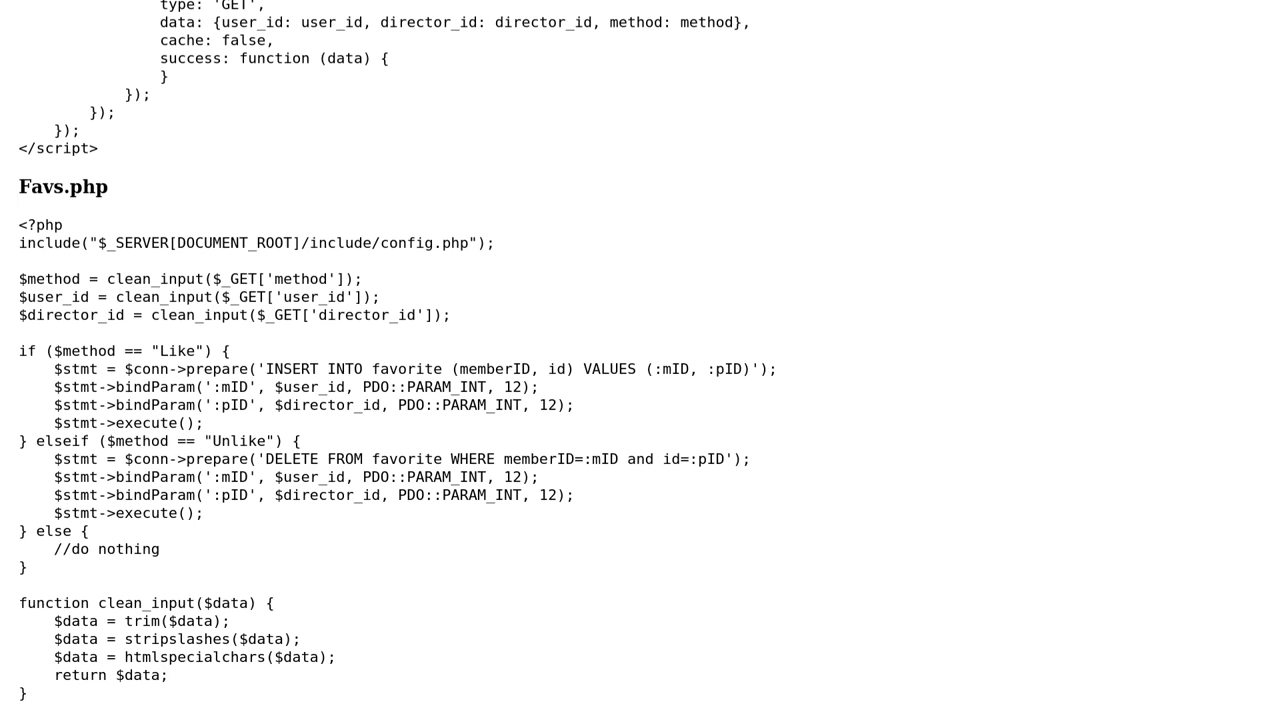 type: 'GET',
data: {user_id: user_id, director_id: director_id, method: method},
cache: false,
success: function (data) {
}
});
});
});
</script>
Favs.php
<?php
include("$_SERVER[DOCUMENT_ROOT]/include/config.php");
$method = clean_input($_GET['method']);
$user_id = clean_input($_GET['user_id']);
$director_id = clean_input($_GET['director_id']);
if ($method == "Like") {
$stmt = $conn->prepare('INSERT INTO favorite (memberID, id) VALUES (:mID, :pID)');
$stmt->bindParam(':mID', $user_id, PDO::PARAM_INT, 12);
$stmt->bindParam(':pID', $director_id, PDO::PARAM_INT, 12);
$stmt->execute();
} elseif ($method == "Unlike") {
$stmt = $conn->prepare('DELETE FROM favorite WHERE memberID=:mID and id=:pID');
$stmt->bindParam(':mID', $user_id, PDO::PARAM_INT, 12);
$stmt->bindParam(':pID', $director_id, PDO::PARAM_INT, 12);
$stmt->execute();
} else {
//do nothing
}
function clean_input($data) {
$data = trim($data);
$data = stripslashes($data);
$data = htmlspecialchars($data);
return $data;
}